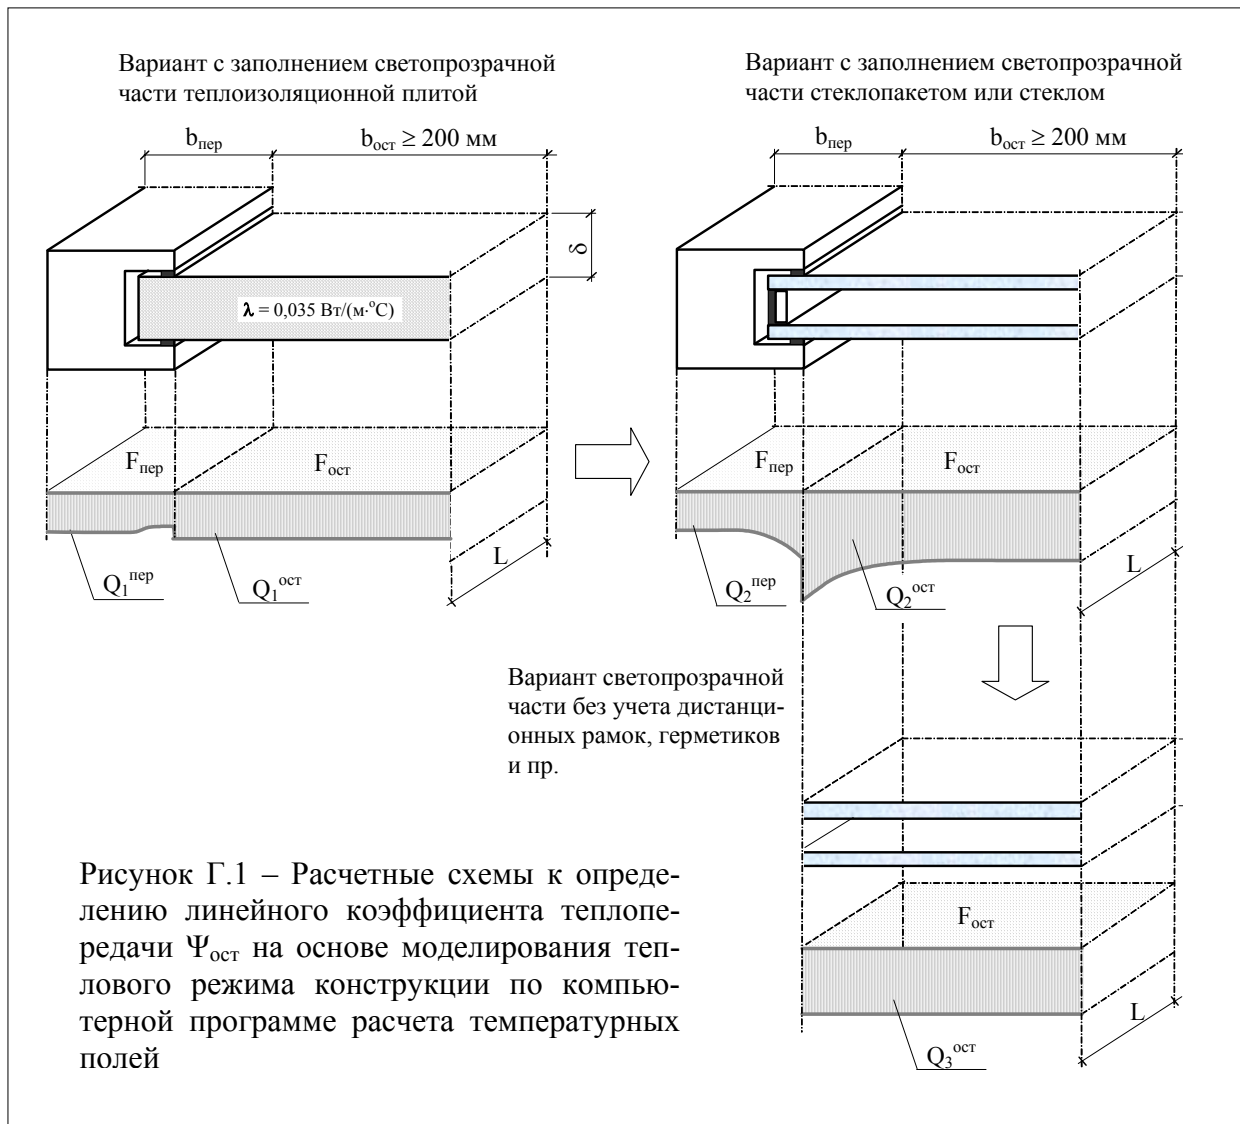 Вариант с заполнением светопрозрачной
части теплоизоляционной плитой
bпер
bост ≥ 200 мм
δ
λ = 0,035 Вт/(м·°С)
Fпер
Fост
L
Q₁пер
Q₁ост
Вариант с заполнением светопрозрачной
части стеклопакетом или стеклом
bпер
bост ≥ 200 мм
Fпер
Fост
L
Q₂пер
Q₂ост
Вариант светопрозрачной
части без учета дистанци-
онных рамок, герметиков
и пр.
Fост
L
Q₃ост
Рисунок Г.1 – Расчетные схемы к опреде-
лению линейного коэффициента теплопе-
редачи Ψост на основе моделирования теп-
лового режима конструкции по компью-
терной программе расчета температурных
полей